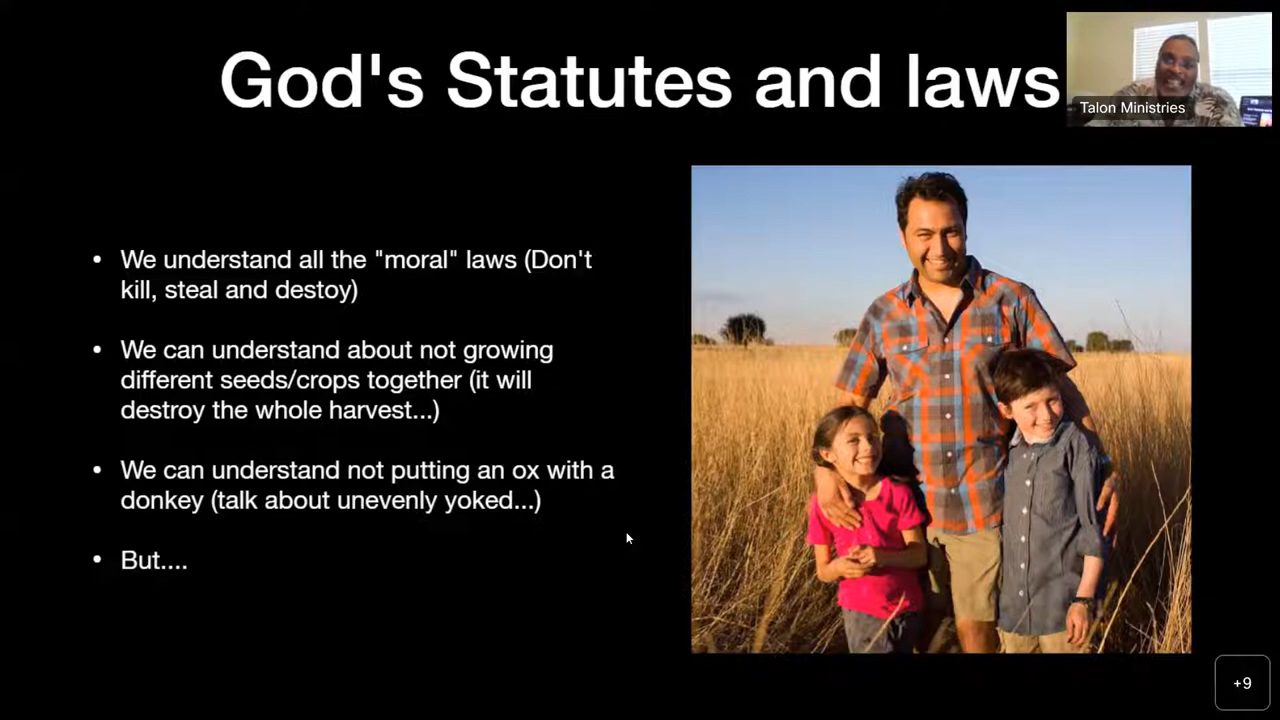 God's Statutes and laws
Talon Ministries
• We understand all the "moral" laws (Don't
kill, steal and destoy)
• We can understand about not growing
different seeds/crops together (it will
destroy the whole harvest...)
• We can understand not putting an ox with a
donkey (talk about unevenly yoked...)
• But....
+9